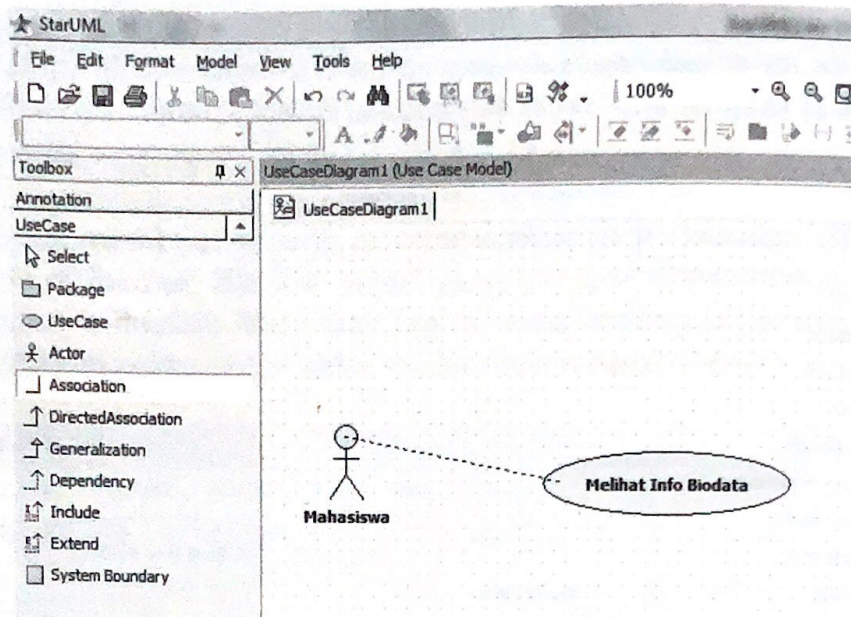 StarUML
File Edit Format Model View Tools Help
100%
Toolbox
UseCaseDiagram1 (Use Case Model)
Annotation
UseCaseDiagram1
UseCase
Select
Package
UseCase
Actor
Association
DirectedAssociation
Generalization
Dependency
Include
Extend
System Boundary
Mahasiswa
Melihat Info Biodata